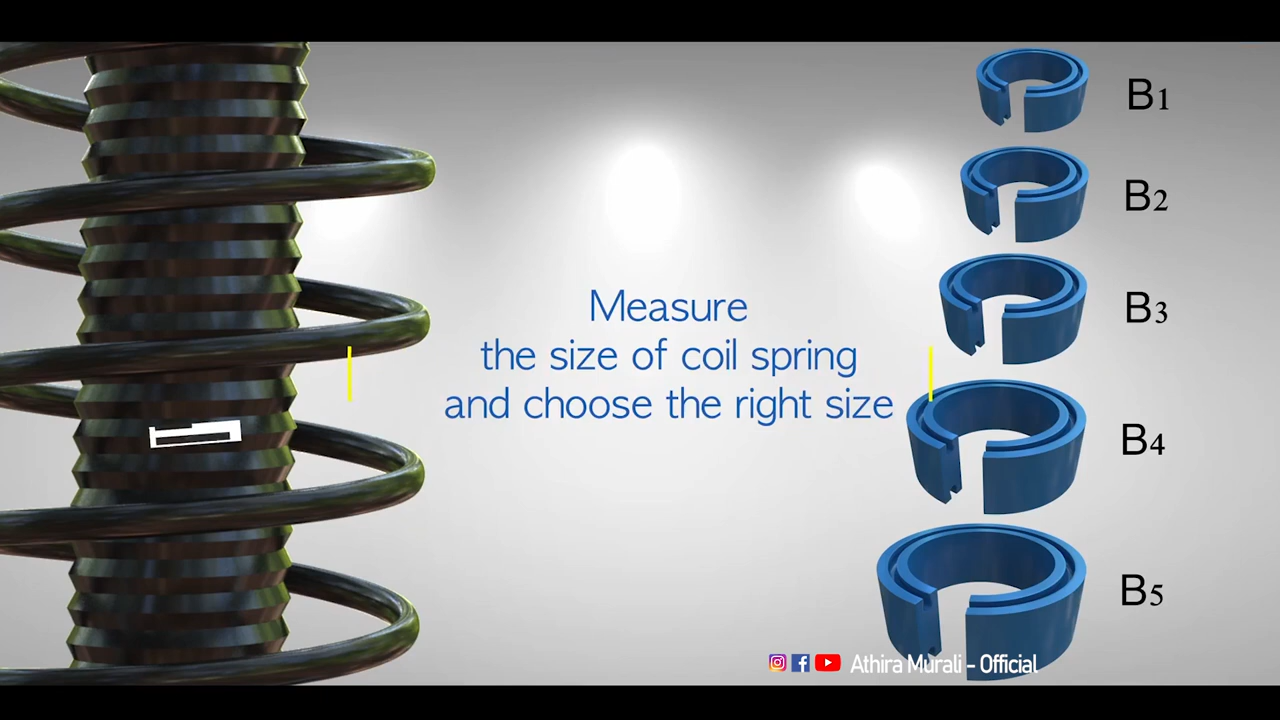 Measure
the size of coil spring
and choose the right size
B1
B2
B3
B4
B5
Athira Murali - Official